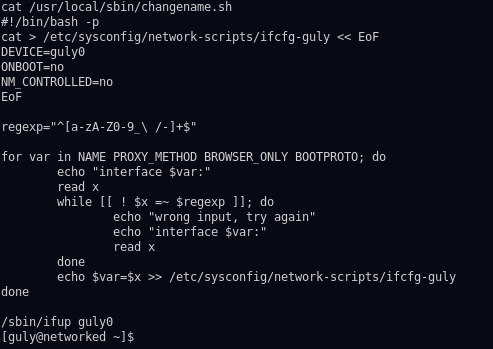 cat /usr/local/sbin/changename.sh
#!/bin/bash -p
cat > /etc/sysconfig/network-scripts/ifcfg-guly << EoF
DEVICE=guly0
ONBOOT=no
NM_CONTROLLED=no
EoF

regexp="^[a-zA-Z0-9_\ /-]+$"

for var in NAME PROXY_METHOD BROWSER_ONLY BOOTPROTO; do
        echo "interface $var:"
        read x
        while [[ ! $x =~ $regexp ]]; do
                echo "wrong input, try again"
                echo "interface $var:"
                read x
        done
        echo $var=$x >> /etc/sysconfig/network-scripts/ifcfg-guly
done

/sbin/ifup guly0
[guly@networked ~]$